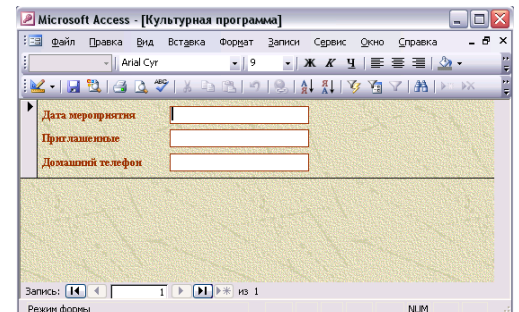 Microsoft Access - [Культурная программа]
Файл Правка Вид Вставка Формат Записи Сервис Окно Справка
Arial Cyr 9 Ж К Ч
Дата мероприятия
Приглашенные
Домашний телефон
Запись: 1 из 1
Режим формы NUM